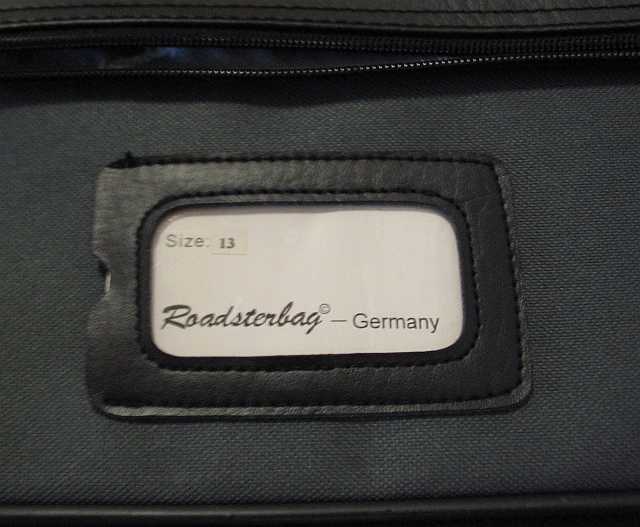 Size: 13
Roadsterbag© – Germany